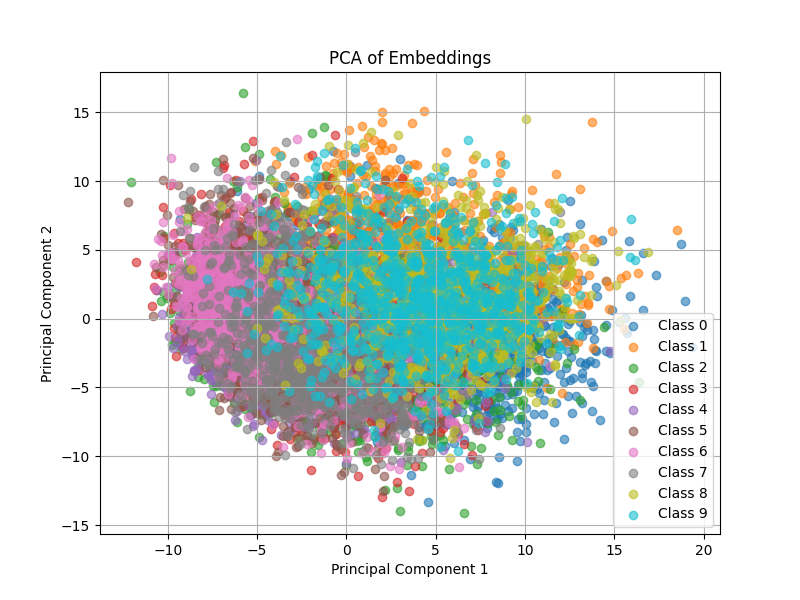 PCA of Embeddings
Principal Component 2
15
10
5
0
−5
−10
−15
Class 0
Class 1
Class 2
Class 3
Class 4
Class 5
Class 6
Class 7
Class 8
Class 9
−10 −5 0 5 10 15 20
Principal Component 1